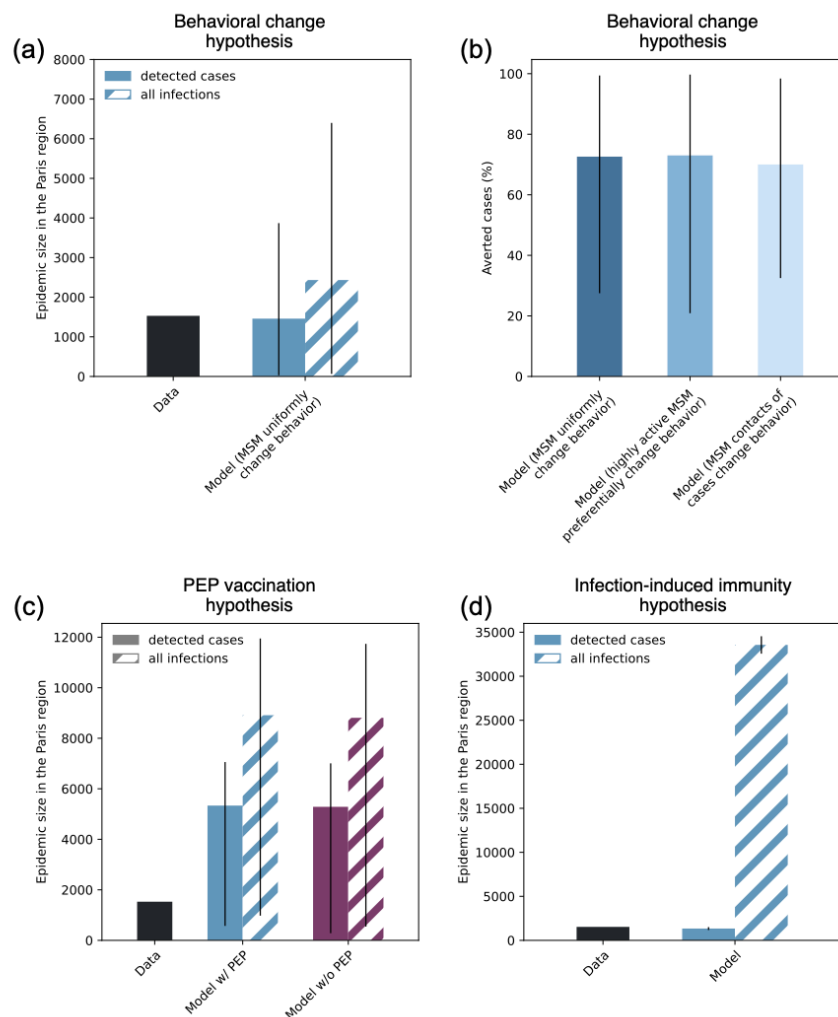 Behavioral change
hypothesis
(a)
8000
7000
6000
5000
4000
3000
2000
1000
0
Epidemic size in the Paris region
detected cases
all infections
Data
Model (MSM uniformly
change behavior)
Behavioral change
hypothesis
(b)
100
80
60
40
20
0
Averted cases (%)
Model (MSM uniformly
change behavior)
Model (highly active MSM
preferentially change behavior)
Model (MSM contacts of
cases change behavior)
PEP vaccination
hypothesis
(c)
12000
10000
8000
6000
4000
2000
0
Epidemic size in the Paris region
detected cases
all infections
Data
Model w/ PEP
Model w/o PEP
Infection-induced immunity
hypothesis
(d)
35000
30000
25000
20000
15000
10000
5000
0
Epidemic size in the Paris region
detected cases
all infections
Data
Model